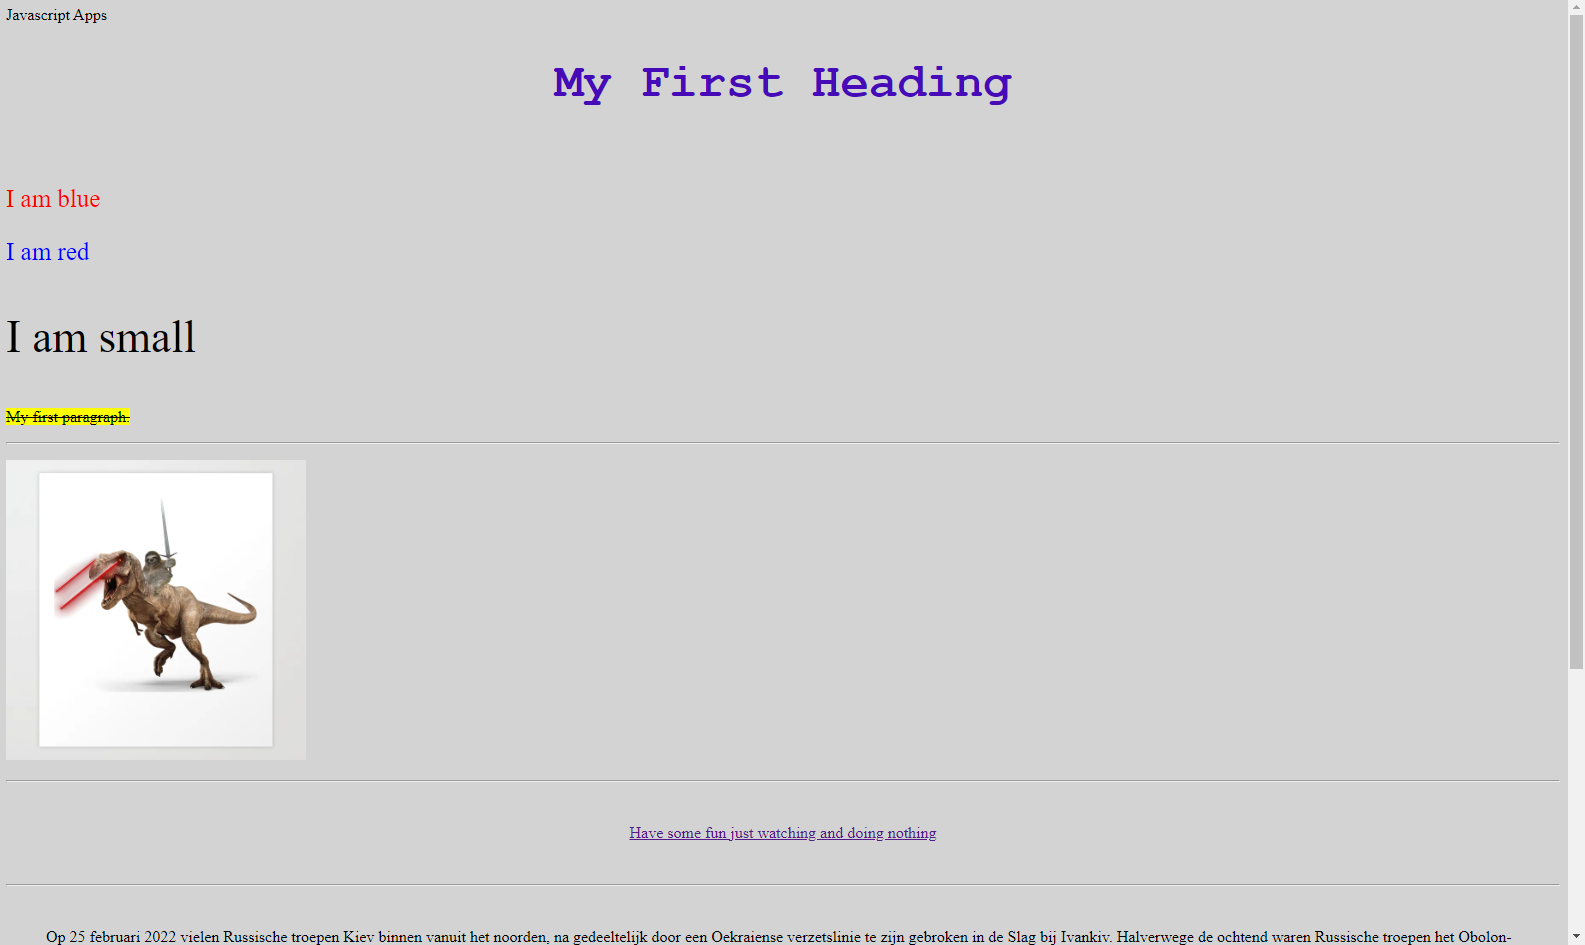 Javascript Apps
My First Heading
I am blue
I am red
I am small
My first paragraph.
Have some fun just watching and doing nothing
Op 25 februari 2022 vielen Russische troepen Kiev binnen vanuit het noorden, na gedeeltelijk door een Oekraiense verzetslinie te zijn gebroken in de Slag bij Ivankiv. Halverwege de ochtend waren Russische troepen het Obolon-